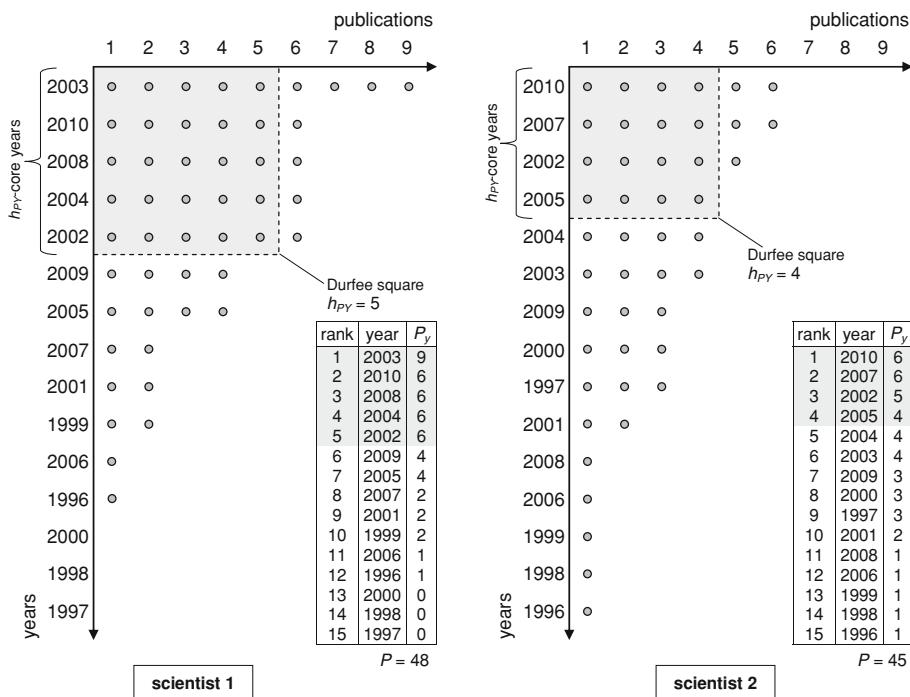 publications
1 2 3 4 5 6 7 8 9
h_PY-core years
2003
2010
2008
2004
2002
2009
2005
2007
2001
1999
2006
1996
2000
1998
1997
years
Durfee square
h_PY = 5
rank year P_y
1 2003 9
2 2010 6
3 2008 6
4 2004 6
5 2002 6
6 2009 4
7 2005 4
8 2007 2
9 2001 2
10 1999 2
11 2006 1
12 1996 1
13 2000 0
14 1998 0
15 1997 0
P = 48
scientist 1
publications
1 2 3 4 5 6 7 8 9
h_PY-core years
2010
2007
2002
2005
2004
2003
2009
2000
1997
2001
2008
2006
1999
1998
1996
years
Durfee square
h_PY = 4
rank year P_y
1 2010 6
2 2007 6
3 2002 5
4 2005 4
5 2004 4
6 2003 4
7 2009 3
8 2000 3
9 1997 3
10 2001 2
11 2008 1
12 2006 1
13 1999 1
14 1998 1
15 1996 1
P = 45
scientist 2